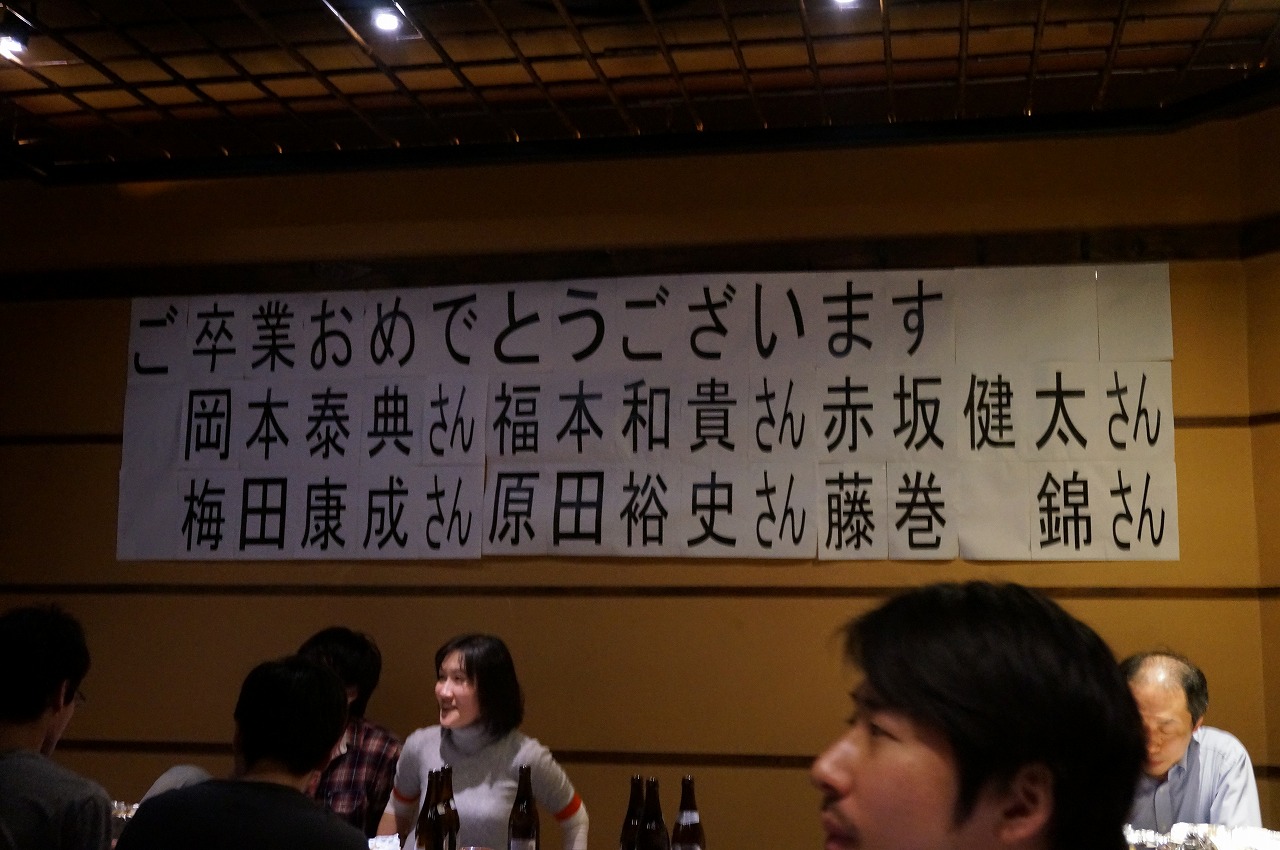 ご卒業おめでとうございます
岡本泰典さん福本和貴さん赤坂健太さん
梅田康成さん原田裕史さん藤巻　錦さん